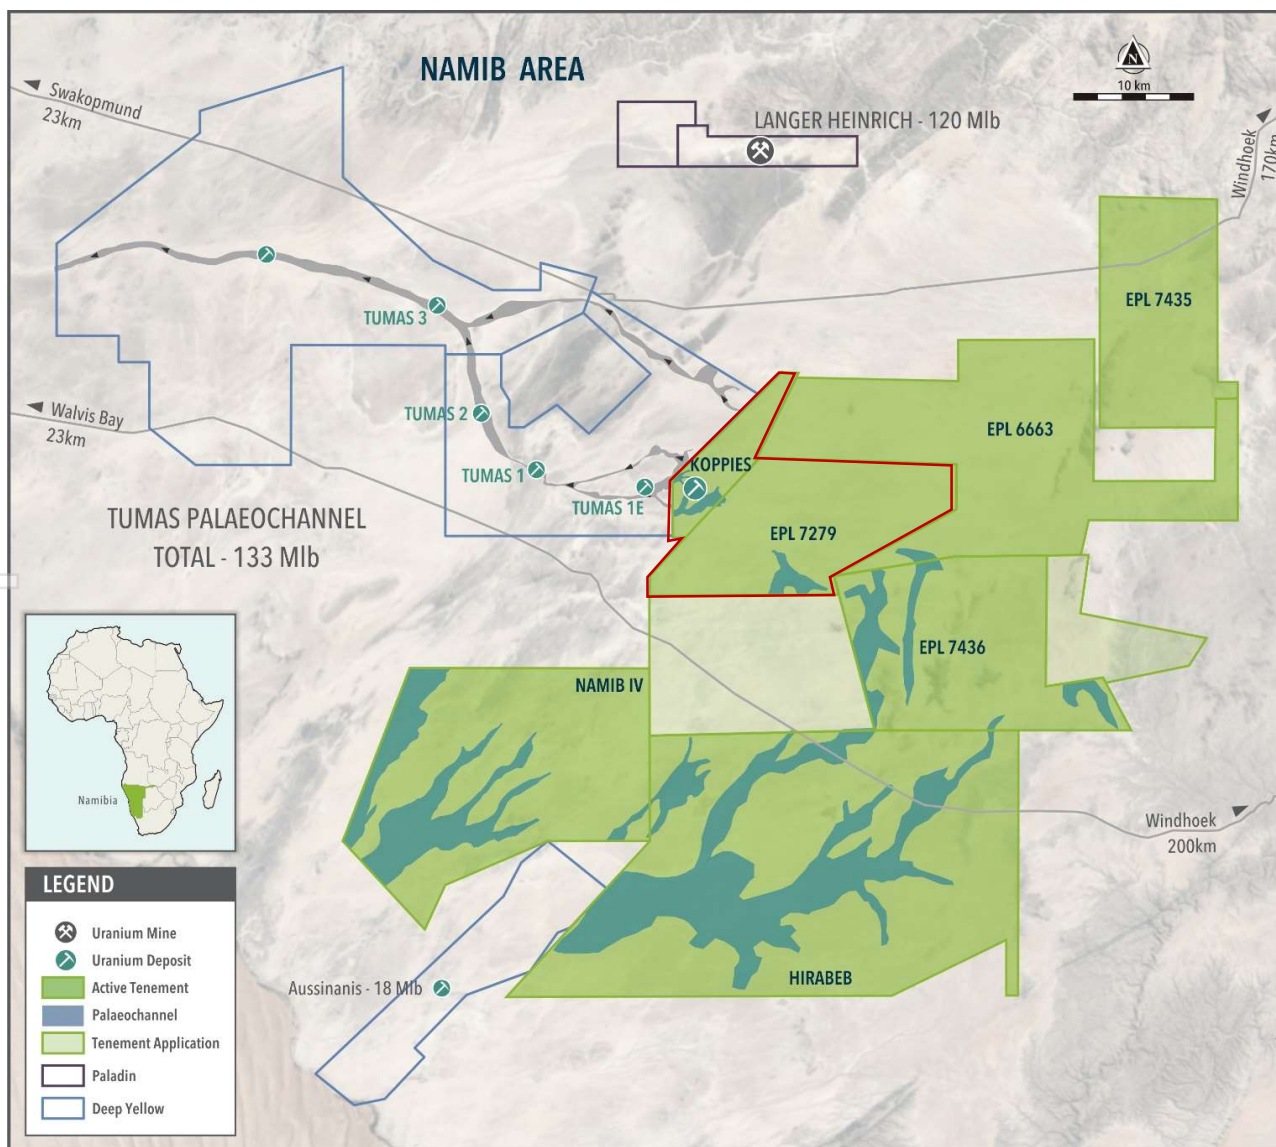 NAMIB AREA
N
10 km
Swakopmund
23km
LANGER HEINRICH - 120 Mlb
Windhoek
170km
EPL 7435
TUMAS 3
EPL 6663
Walvis Bay
23km
TUMAS 2
KOPPIES
TUMAS 1
TUMAS 1E
TUMAS PALAEOCHANNEL
TOTAL - 133 Mlb
EPL 7279
EPL 7436
NAMIB IV
Namibia
Windhoek
200km
HIRABEB
Aussinanis - 18 Mlb
LEGEND
Uranium Mine
Uranium Deposit
Active Tenement
Palaeochannel
Tenement Application
Paladin
Deep Yellow